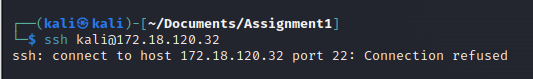 ┌──(kali㉿kali)-[~/Documents/Assignment1]
└─$ ssh kali@172.18.120.32
ssh: connect to host 172.18.120.32 port 22: Connection refused